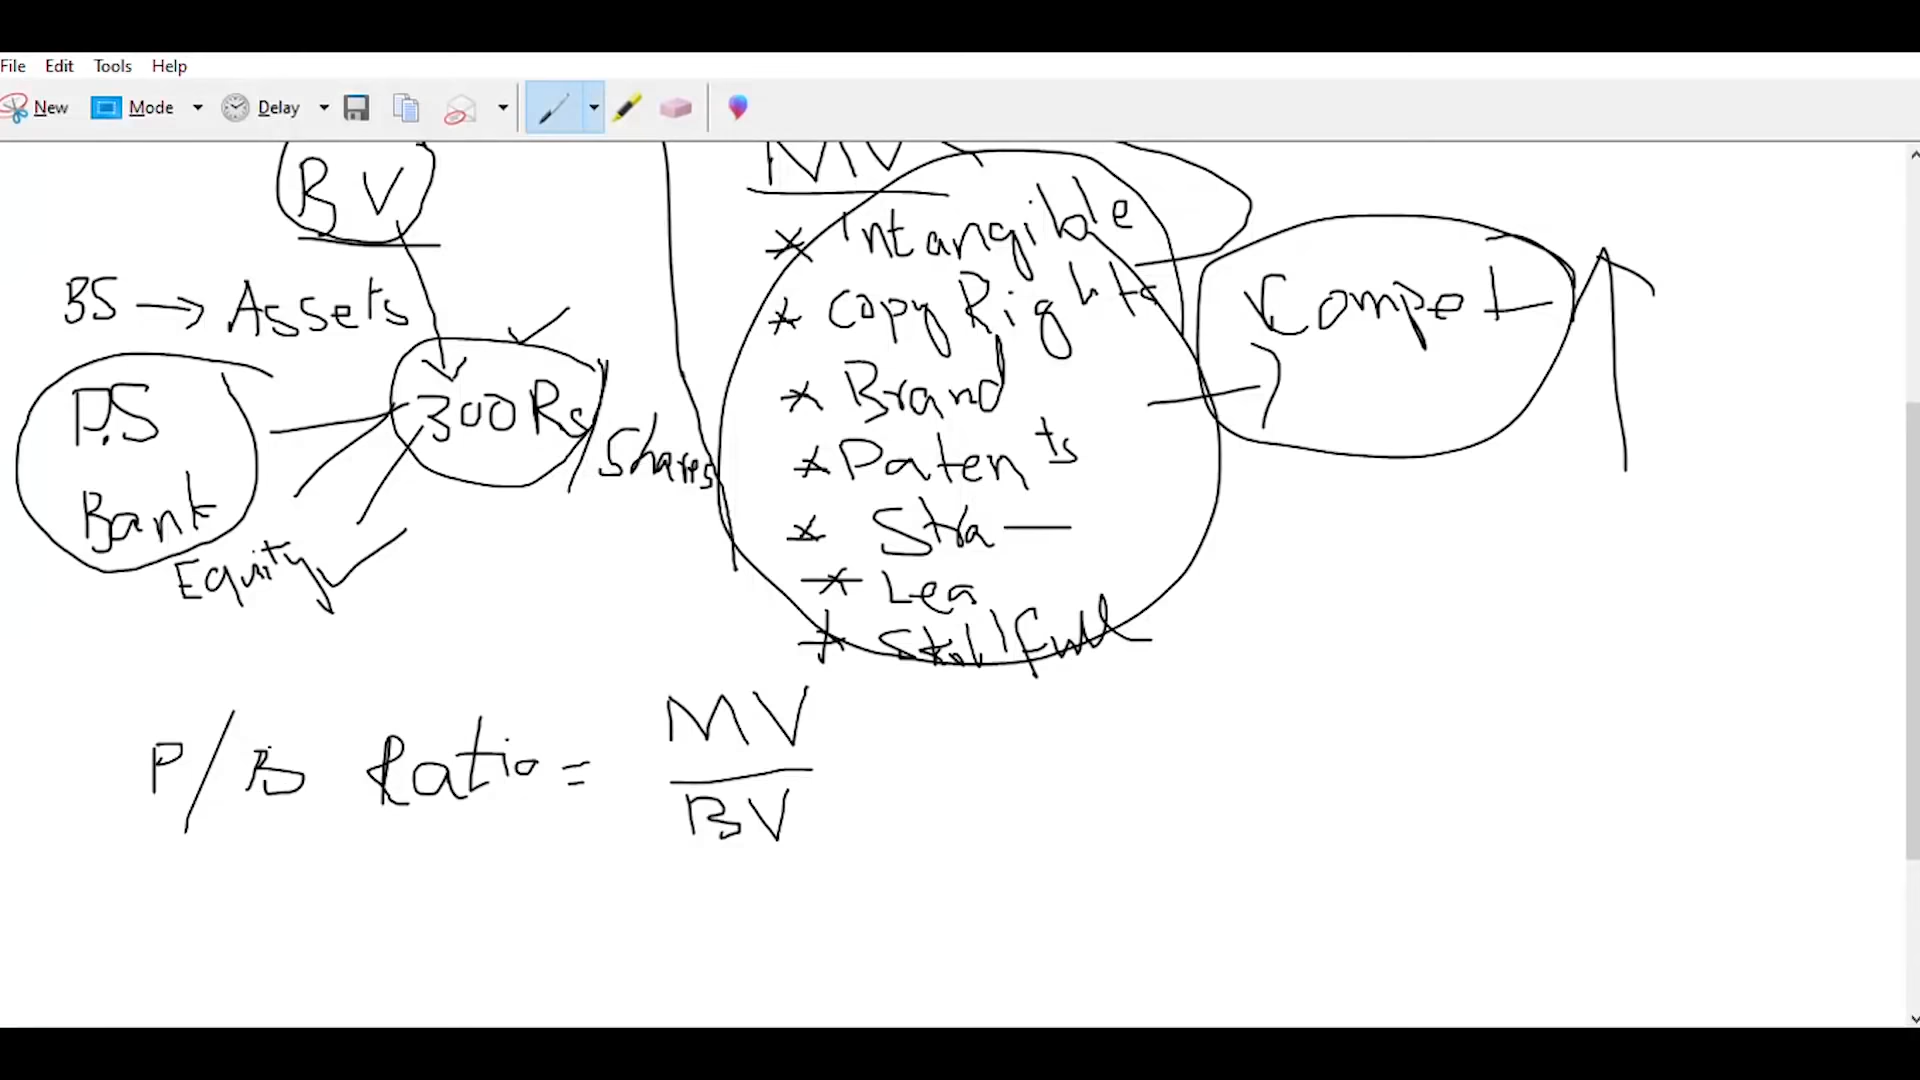 File Edit Tools Help
New Mode Delay
BV
MV
BS → Assets
P.S
Bank
Equity
300 Rs / Shares
* Intangible
* Copy Rights
* Brand
* Patents
* Stra —
* Lea
* Skillfull
Compet
P/B Ratio = MV
BV